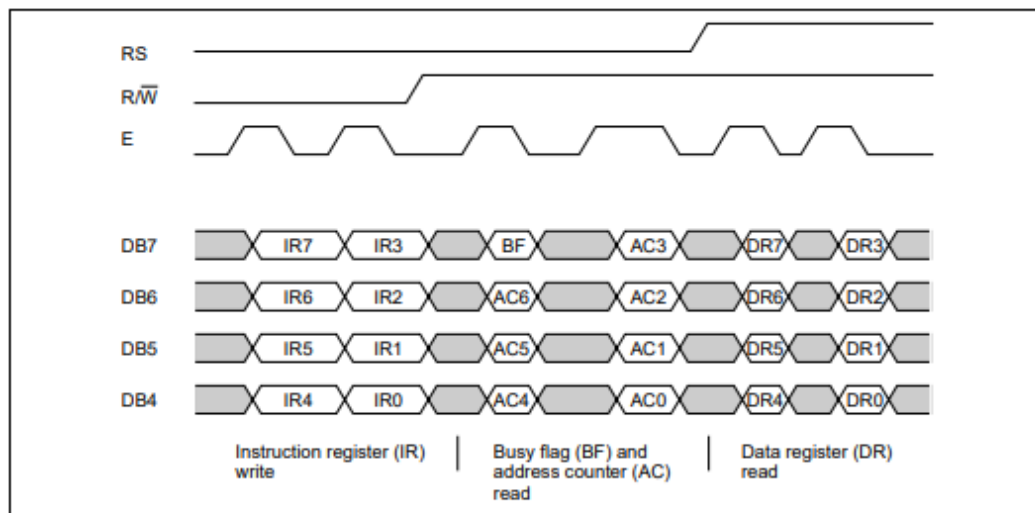 RS
R/W̅
E
DB7 IR7 IR3 BF AC3 DR7 DR3
DB6 IR6 IR2 AC6 AC2 DR6 DR2
DB5 IR5 IR1 AC5 AC1 DR5 DR1
DB4 IR4 IR0 AC4 AC0 DR4 DR0
Instruction register (IR)
write
Busy flag (BF) and
address counter (AC)
read
Data register (DR)
read